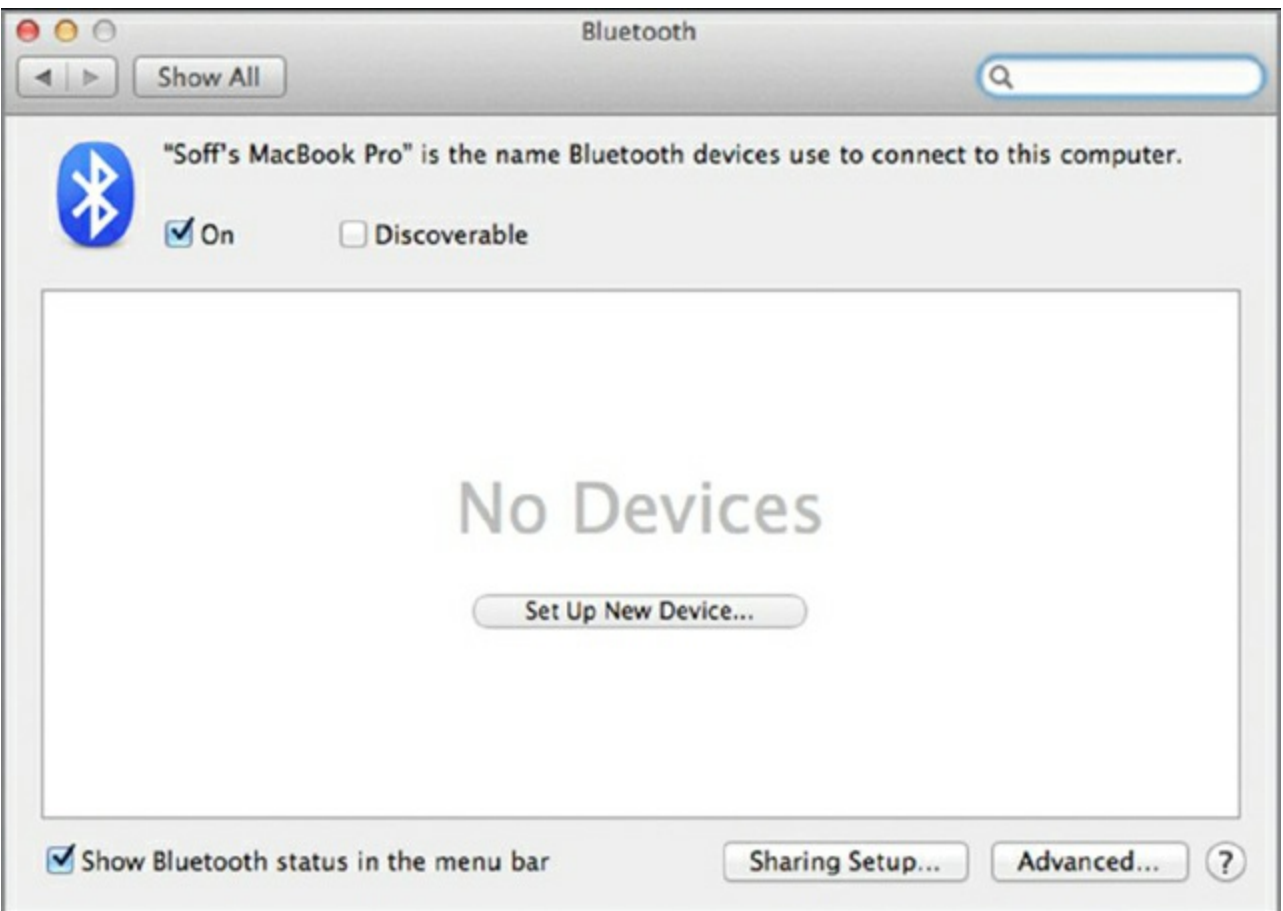 Bluetooth
Show All
"Soff's MacBook Pro" is the name Bluetooth devices use to connect to this computer.
On Discoverable
No Devices
Set Up New Device...
Show Bluetooth status in the menu bar Sharing Setup... Advanced... ?